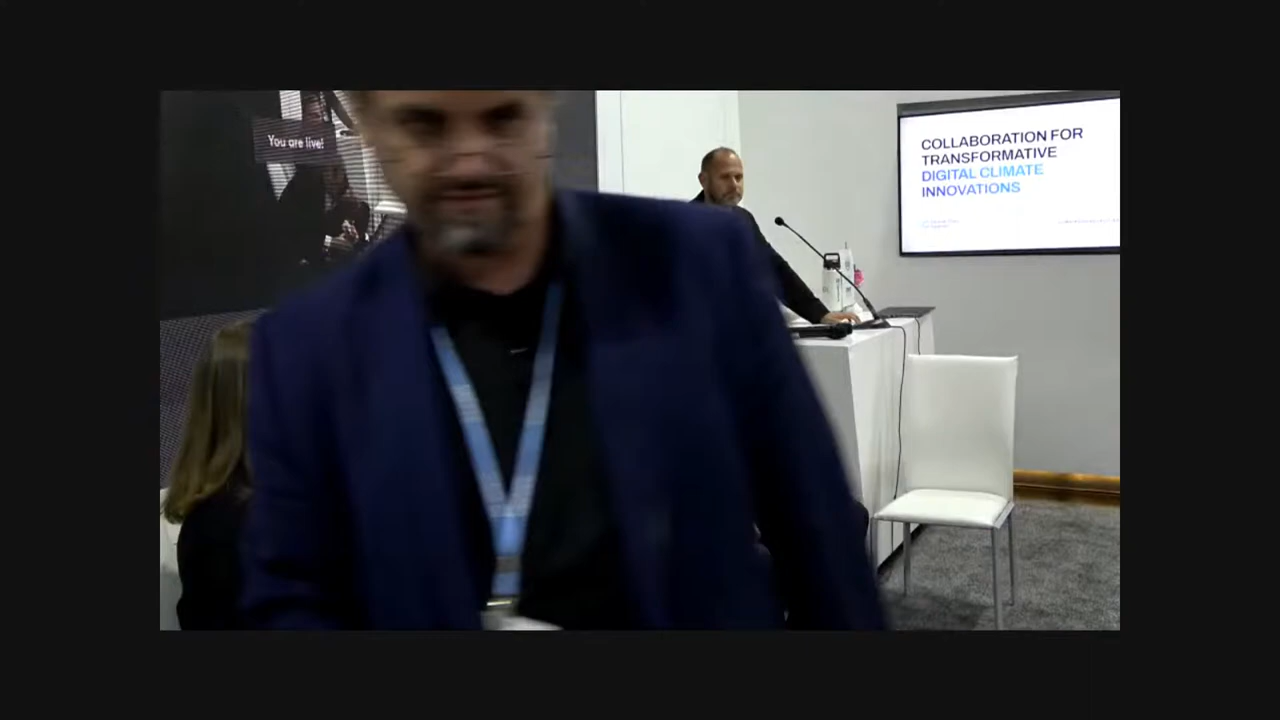 You are live!
COLLABORATION FOR
TRANSFORMATIVE
DIGITAL CLIMATE
INNOVATIONS